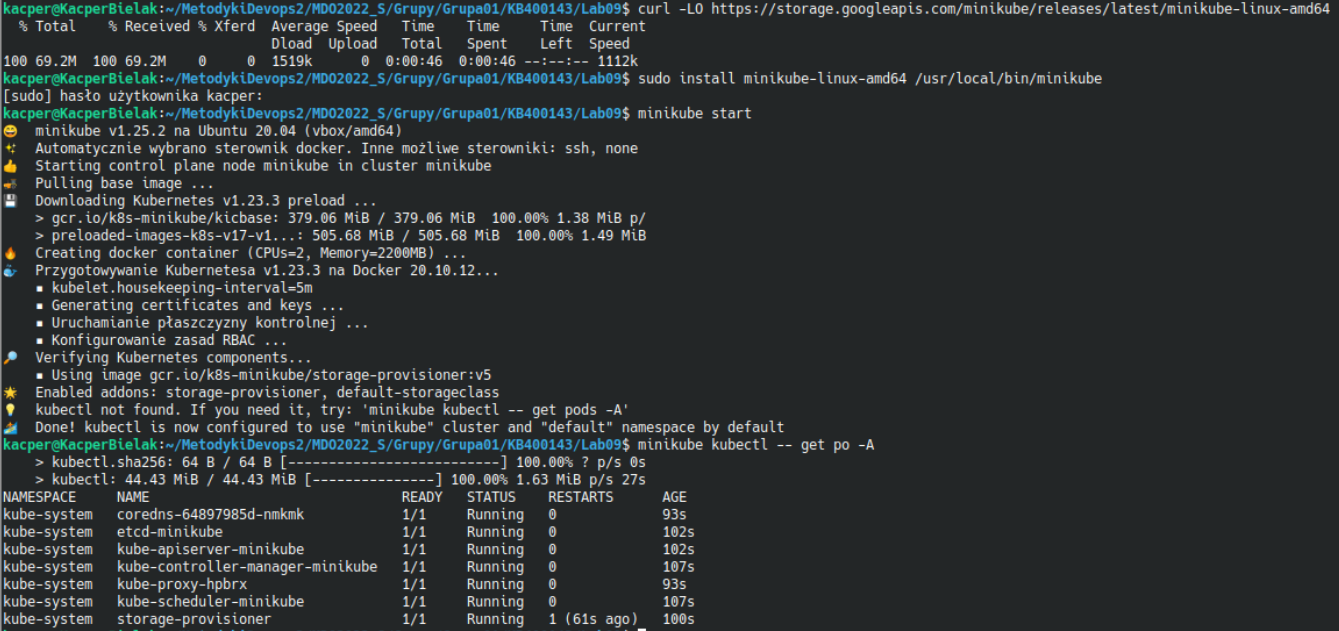 kacper@KacperBielak:~/MetodykiDevops2/MDO2022_S/Grupy/Grupa01/KB400143/Lab09$ curl -LO https://storage.googleapis.com/minikube/releases/latest/minikube-linux-amd64
% Total % Received % Xferd Average Speed Time Time Time Current
Dload Upload Total Spent Left Speed
100 69.2M 100 69.2M 0 0 1519k 0 0:00:46 0:00:46 --:--:-- 1112k
kacper@KacperBielak:~/MetodykiDevops2/MDO2022_S/Grupy/Grupa01/KB400143/Lab09$ sudo install minikube-linux-amd64 /usr/local/bin/minikube
[sudo] hasło użytkownika kacper:
kacper@KacperBielak:~/MetodykiDevops2/MDO2022_S/Grupy/Grupa01/KB400143/Lab09$ minikube start
😄 minikube v1.25.2 na Ubuntu 20.04 (vbox/amd64)
✨ Automatycznie wybrano sterownik docker. Inne możliwe sterowniki: ssh, none
👍 Starting control plane node minikube in cluster minikube
🚜 Pulling base image ...
💾 Downloading Kubernetes v1.23.3 preload ...
> gcr.io/k8s-minikube/kicbase: 379.06 MiB / 379.06 MiB 100.00% 1.38 MiB p/
> preloaded-images-k8s-v17-v1...: 505.68 MiB / 505.68 MiB 100.00% 1.49 MiB
🔥 Creating docker container (CPUs=2, Memory=2200MB) ...
🐳 Przygotowywanie Kubernetesa v1.23.3 na Docker 20.10.12...
▪ kubelet.housekeeping-interval=5m
▪ Generating certificates and keys ...
▪ Uruchamianie płaszczyzny kontrolnej ...
▪ Konfigurowanie zasad RBAC ...
🔎 Verifying Kubernetes components...
▪ Using image gcr.io/k8s-minikube/storage-provisioner:v5
🌟 Enabled addons: storage-provisioner, default-storageclass
💡 kubectl not found. If you need it, try: 'minikube kubectl -- get pods -A'
🏄 Done! kubectl is now configured to use "minikube" cluster and "default" namespace by default
kacper@KacperBielak:~/MetodykiDevops2/MDO2022_S/Grupy/Grupa01/KB400143/Lab09$ minikube kubectl -- get po -A
> kubectl.sha256: 64 B / 64 B [--------------------------] 100.00% ? p/s 0s
> kubectl: 44.43 MiB / 44.43 MiB [---------------] 100.00% 1.63 MiB p/s 27s
NAMESPACE NAME READY STATUS RESTARTS AGE
kube-system coredns-64897985d-nmkmk 1/1 Running 0 93s
kube-system etcd-minikube 1/1 Running 0 102s
kube-system kube-apiserver-minikube 1/1 Running 0 102s
kube-system kube-controller-manager-minikube 1/1 Running 0 107s
kube-system kube-proxy-hpbrx 1/1 Running 0 93s
kube-system kube-scheduler-minikube 1/1 Running 0 107s
kube-system storage-provisioner 1/1 Running 1 (61s ago) 100s